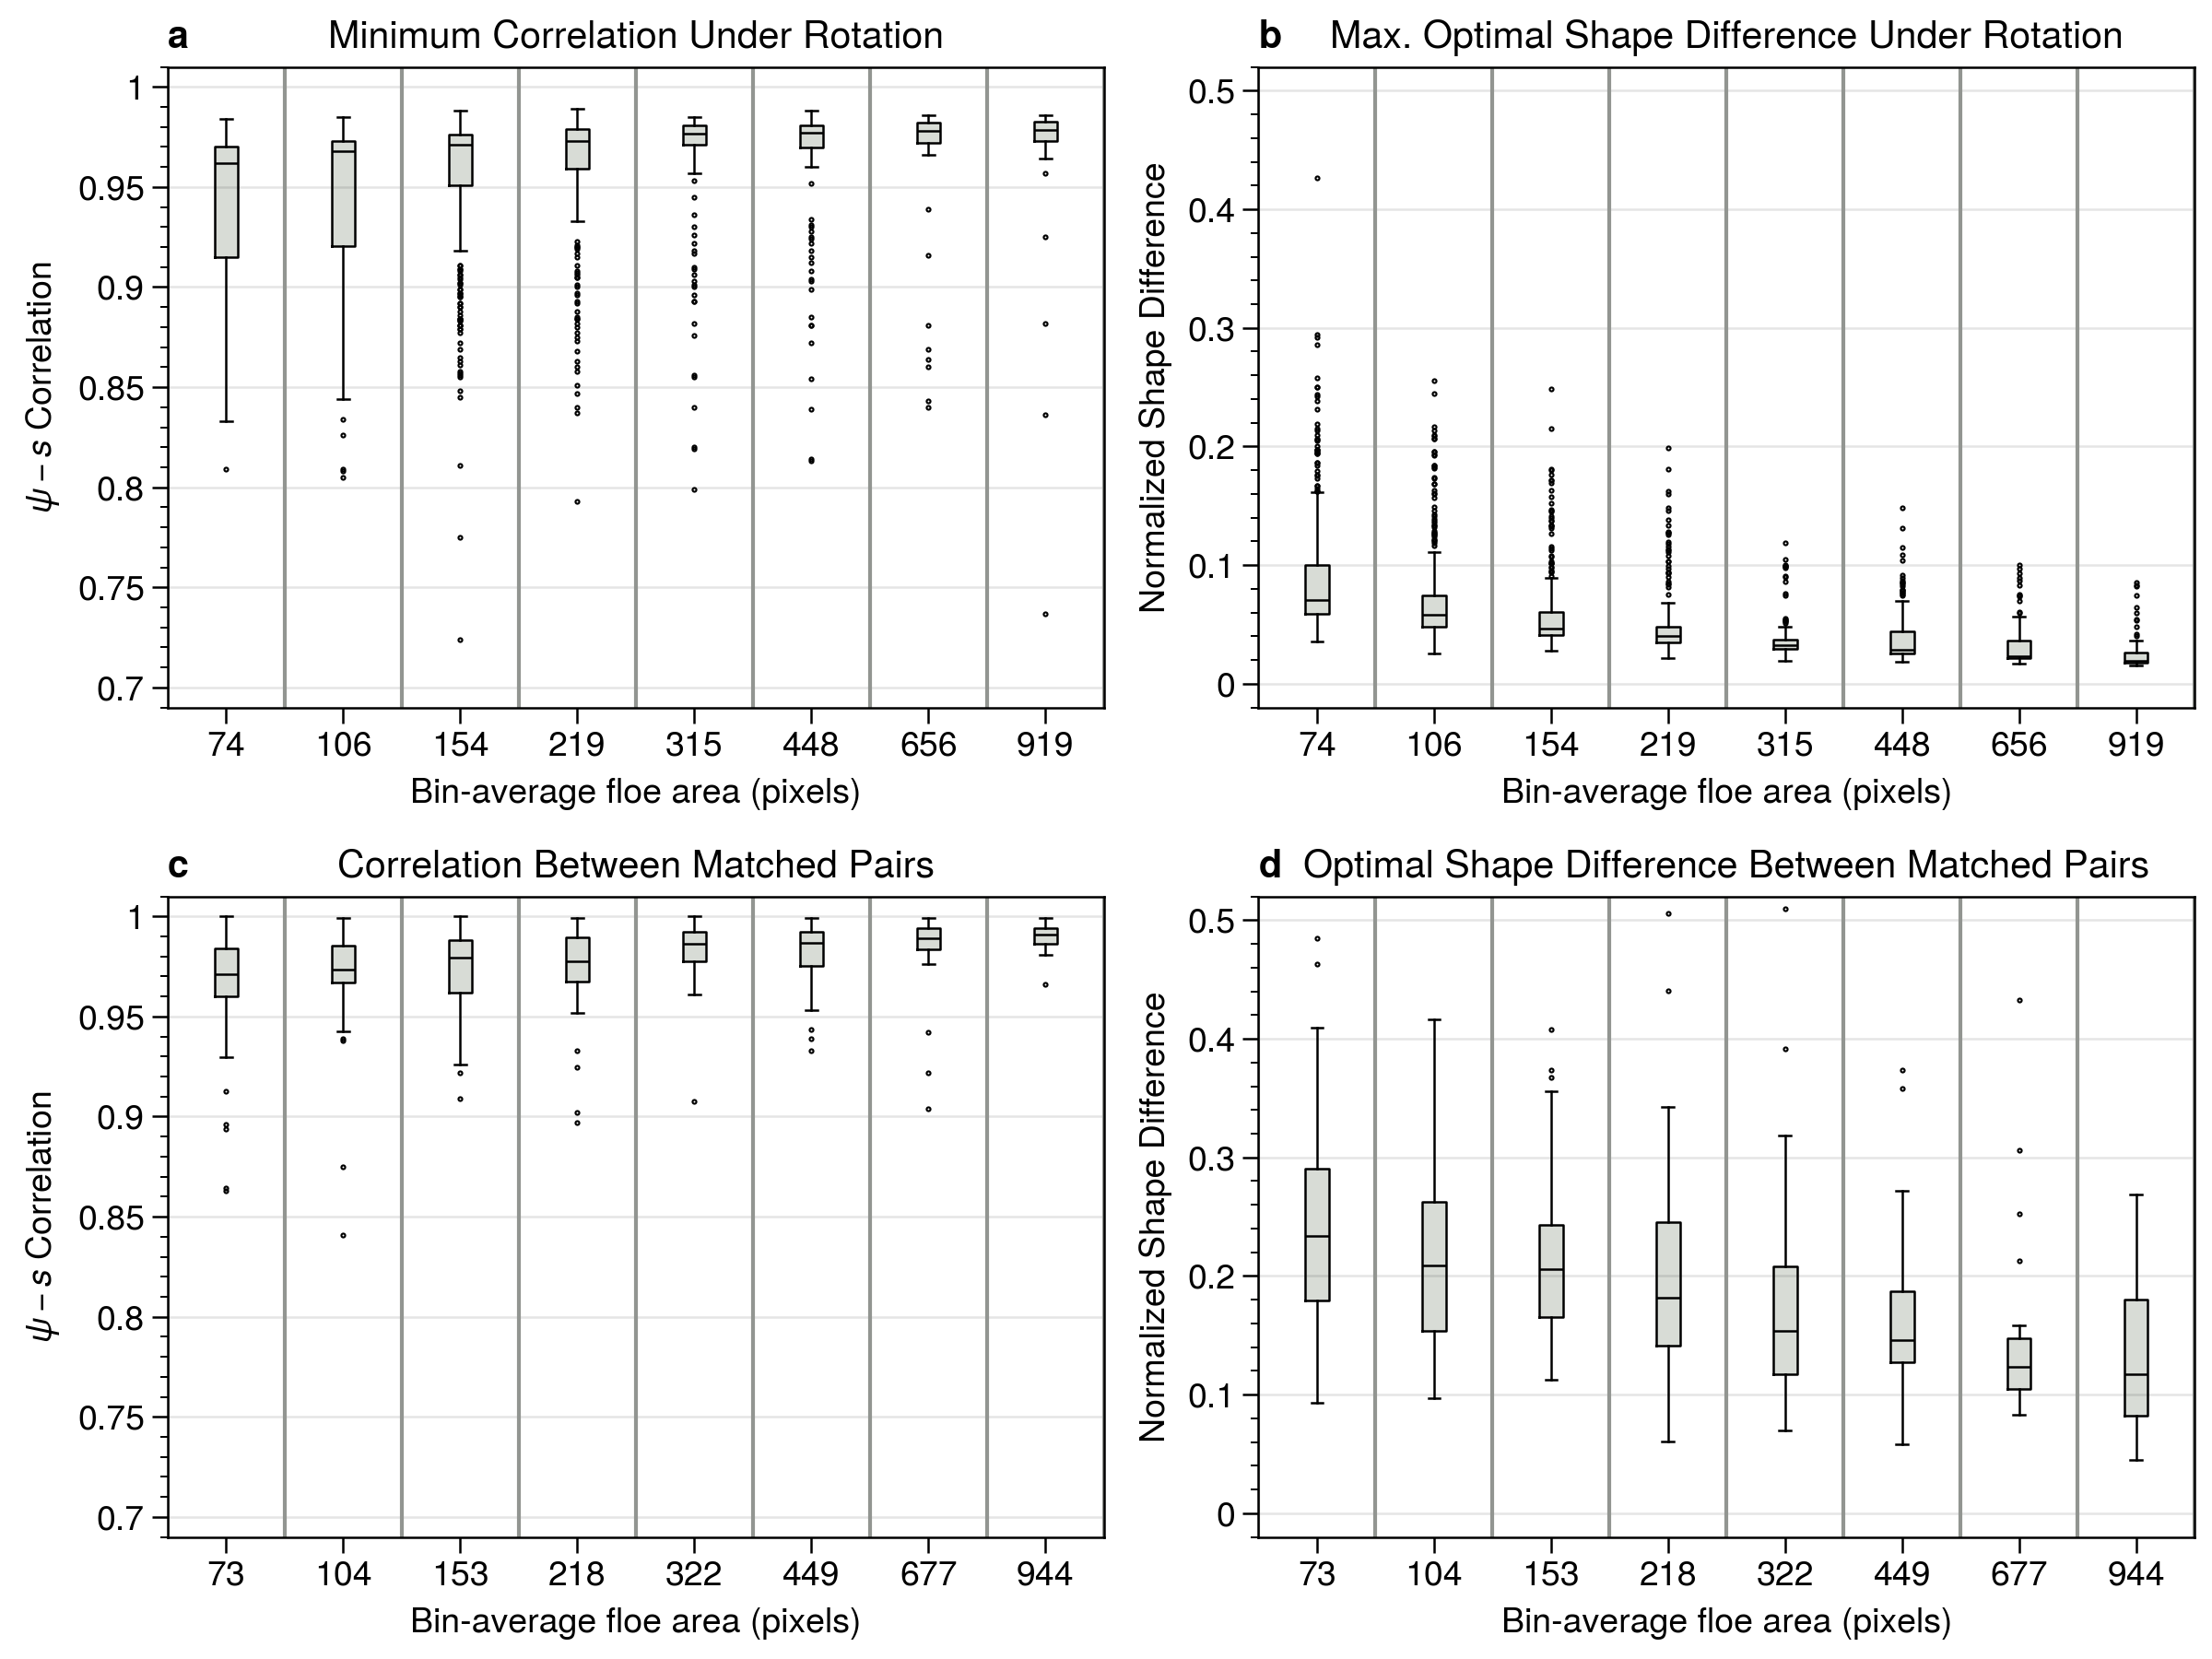 a Minimum Correlation Under Rotation
1
0.95
0.9
0.85
0.8
0.75
0.7
ψ − s Correlation
74 106 154 219 315 448 656 919
Bin-average floe area (pixels)
b Max. Optimal Shape Difference Under Rotation
0.5
0.4
0.3
0.2
0.1
0
Normalized Shape Difference
74 106 154 219 315 448 656 919
Bin-average floe area (pixels)
c Correlation Between Matched Pairs
1
0.95
0.9
0.85
0.8
0.75
0.7
ψ − s Correlation
73 104 153 218 322 449 677 944
Bin-average floe area (pixels)
d Optimal Shape Difference Between Matched Pairs
0.5
0.4
0.3
0.2
0.1
0
Normalized Shape Difference
73 104 153 218 322 449 677 944
Bin-average floe area (pixels)